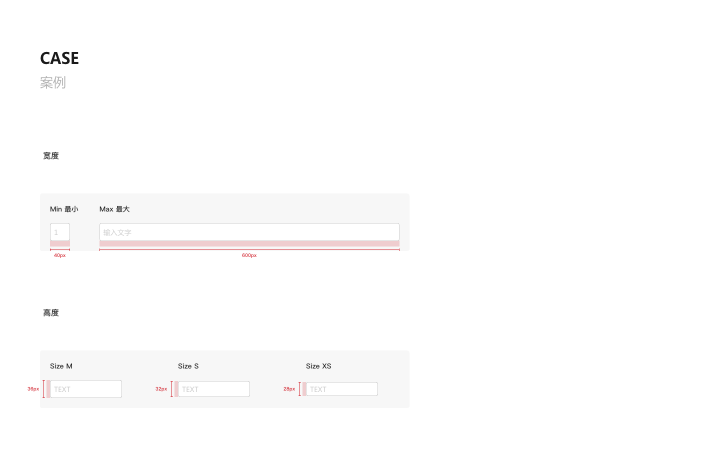 CASE
案例
宽度
Min 最小
Max 最大
1
输入文字
40px
600px
高度
Size M
Size S
Size XS
36px
TEXT
32px
TEXT
28px
TEXT